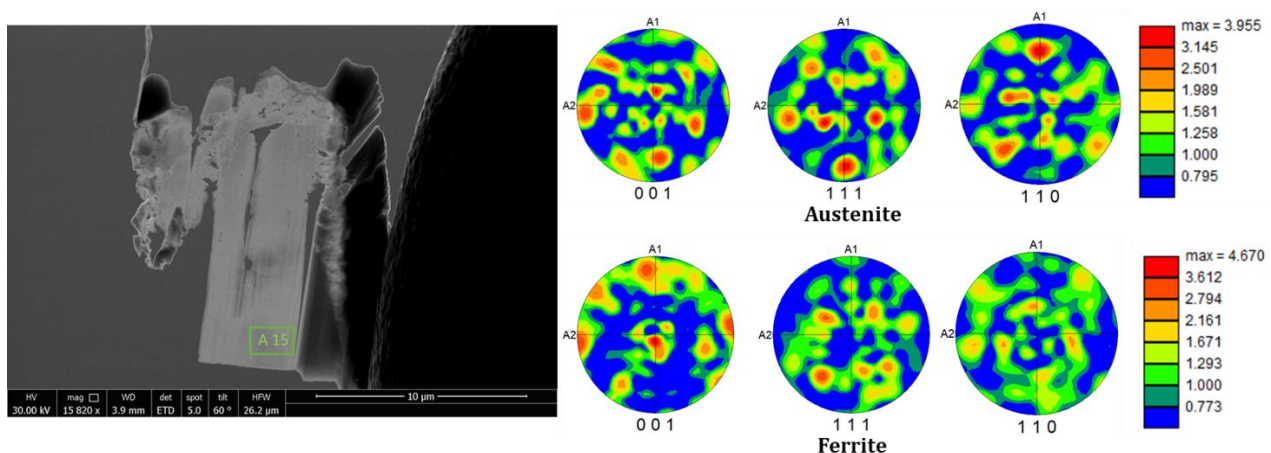 A 15
HV mag □ WD det spot tilt HFW
30.00 kV 15 820 x 3.9 mm ETD 5.0 60 ° 26.2 µm
10 µm
A1
A2
0 0 1
A1
A2
1 1 1
A1
A2
1 1 0
Austenite
max = 3.955
3.145
2.501
1.989
1.581
1.258
1.000
0.795
A1
A2
0 0 1
A1
A2
1 1 1
A1
A2
1 1 0
Ferrite
max = 4.670
3.612
2.794
2.161
1.671
1.293
1.000
0.773